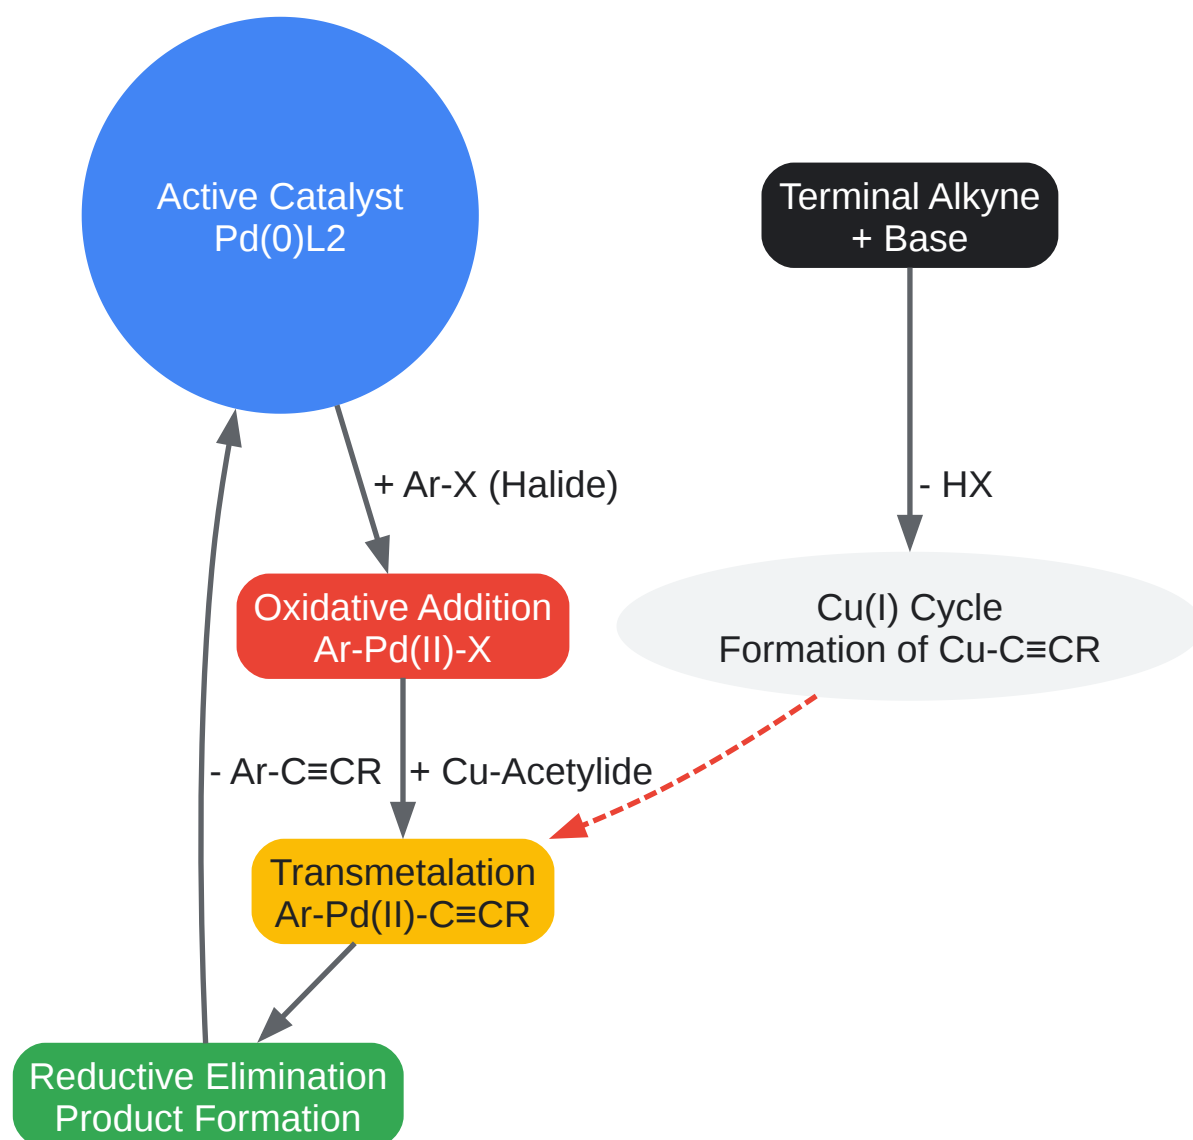 Active Catalyst
Pd(0)L2
Terminal Alkyne
+ Base
+ Ar-X (Halide)
- HX
Oxidative Addition
Ar-Pd(II)-X
Cu(I) Cycle
Formation of Cu-C≡CR
- Ar-C≡CR
+ Cu-Acetylide
Transmetalation
Ar-Pd(II)-C≡CR
Reductive Elimination
Product Formation